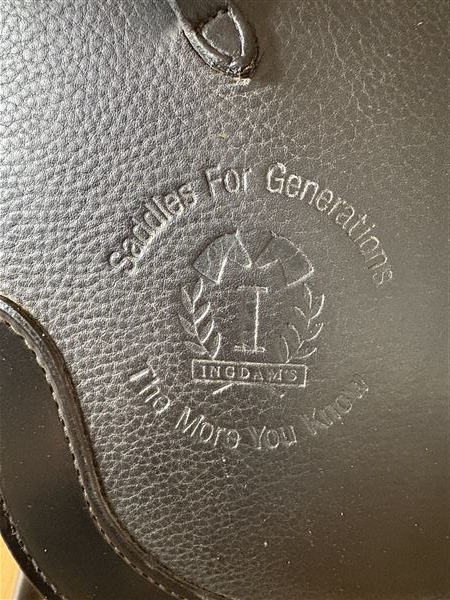 Saddles For Generations
I
INGDAM'S
The More You Know